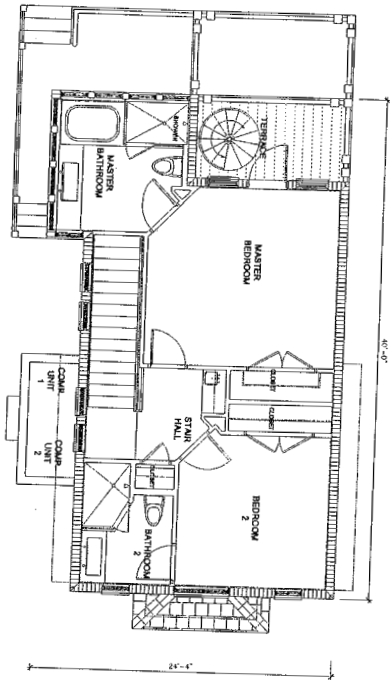 TERRACE
SHOWER
MASTER
BATHROOM
MASTER
BEDROOM
40'-0"
CLOSET
CLOSET
STAIR
HALL
COMP.
UNIT
1
COMP.
UNIT
2
CLOSET
BEDROOM
2
BATHROOM
2
24'-4"